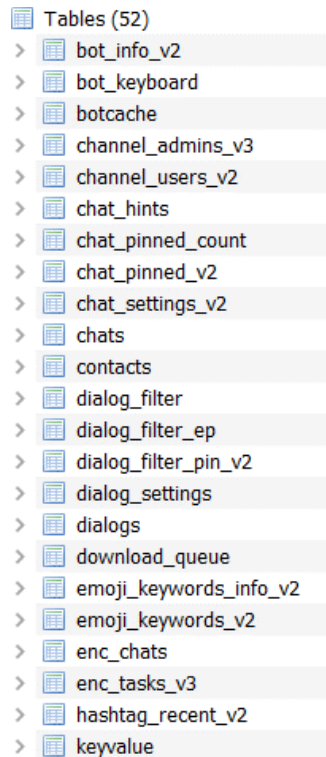 Tables (52)
bot_info_v2
bot_keyboard
botcache
channel_admins_v3
channel_users_v2
chat_hints
chat_pinned_count
chat_pinned_v2
chat_settings_v2
chats
contacts
dialog_filter
dialog_filter_ep
dialog_filter_pin_v2
dialog_settings
dialogs
download_queue
emoji_keywords_info_v2
emoji_keywords_v2
enc_chats
enc_tasks_v3
hashtag_recent_v2
keyvalue